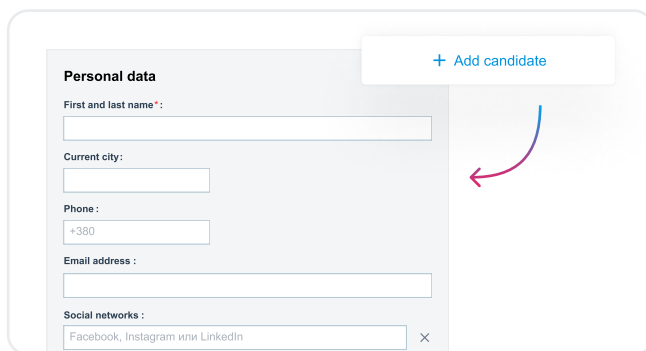 + Add candidate
Personal data
First and last name*:
Current city:
Phone :
+380
Email address :
Social networks :
Facebook, Instagram или LinkedIn